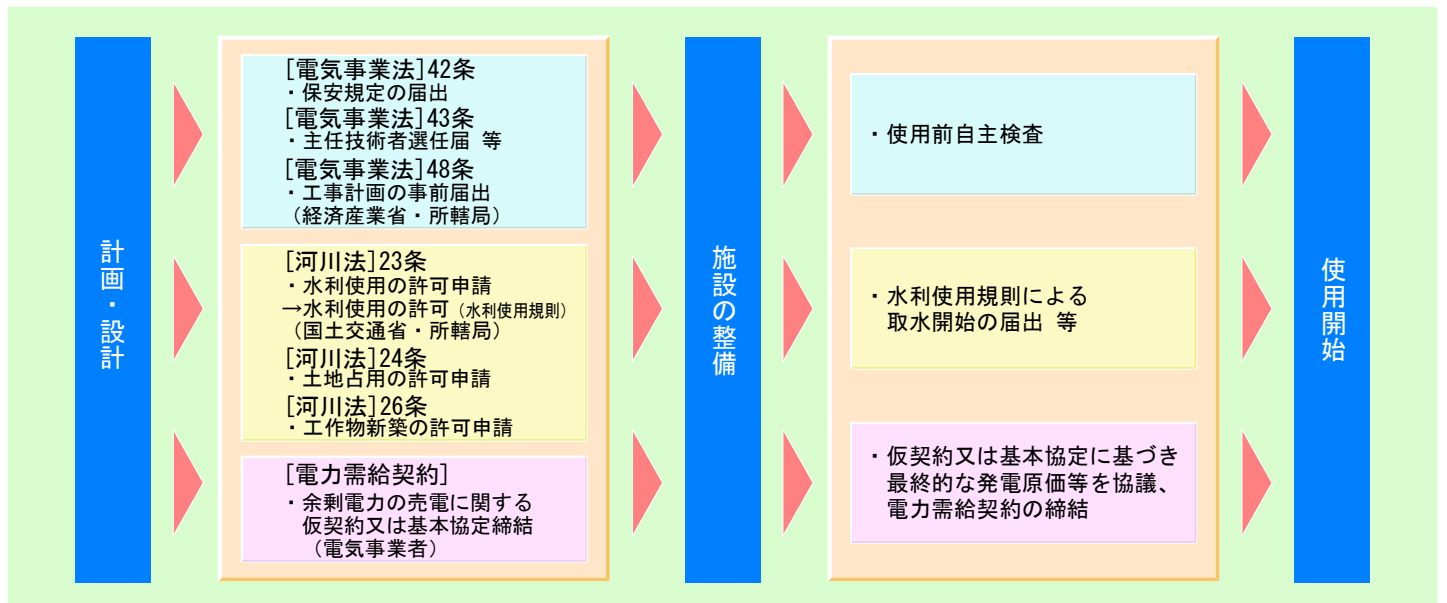 計画・設計
[電気事業法]42条
・保安規定の届出
[電気事業法]43条
・主任技術者選任届 等
[電気事業法]48条
・工事計画の事前届出
（経済産業省・所轄局）
[河川法]23条
・水利使用の許可申請
→水利使用の許可（水利使用規則）
（国土交通省・所轄局）
[河川法]24条
・土地占用の許可申請
[河川法]26条
・工作物新築の許可申請
[電力需給契約]
・余剰電力の売電に関する
仮契約又は基本協定締結
（電気事業者）
施設の整備
・使用前自主検査
・水利使用規則による
取水開始の届出 等
・仮契約又は基本協定に基づき
最終的な発電原価等を協議、
電力需給契約の締結
使用開始